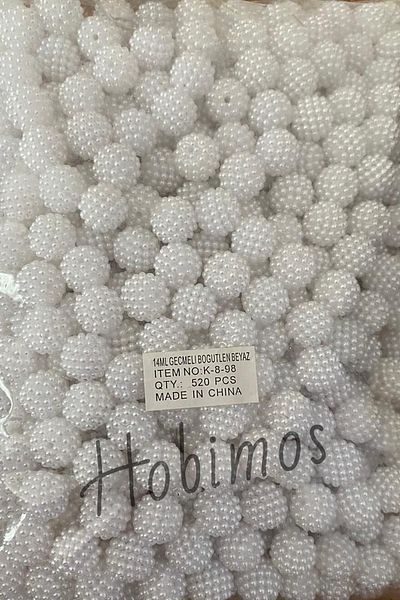 14ML GECMELI BOGUTLEN BEYAZ
ITEM NO:K-8-98
QTY.: 520 PCS
MADE IN CHINA
Hobimos